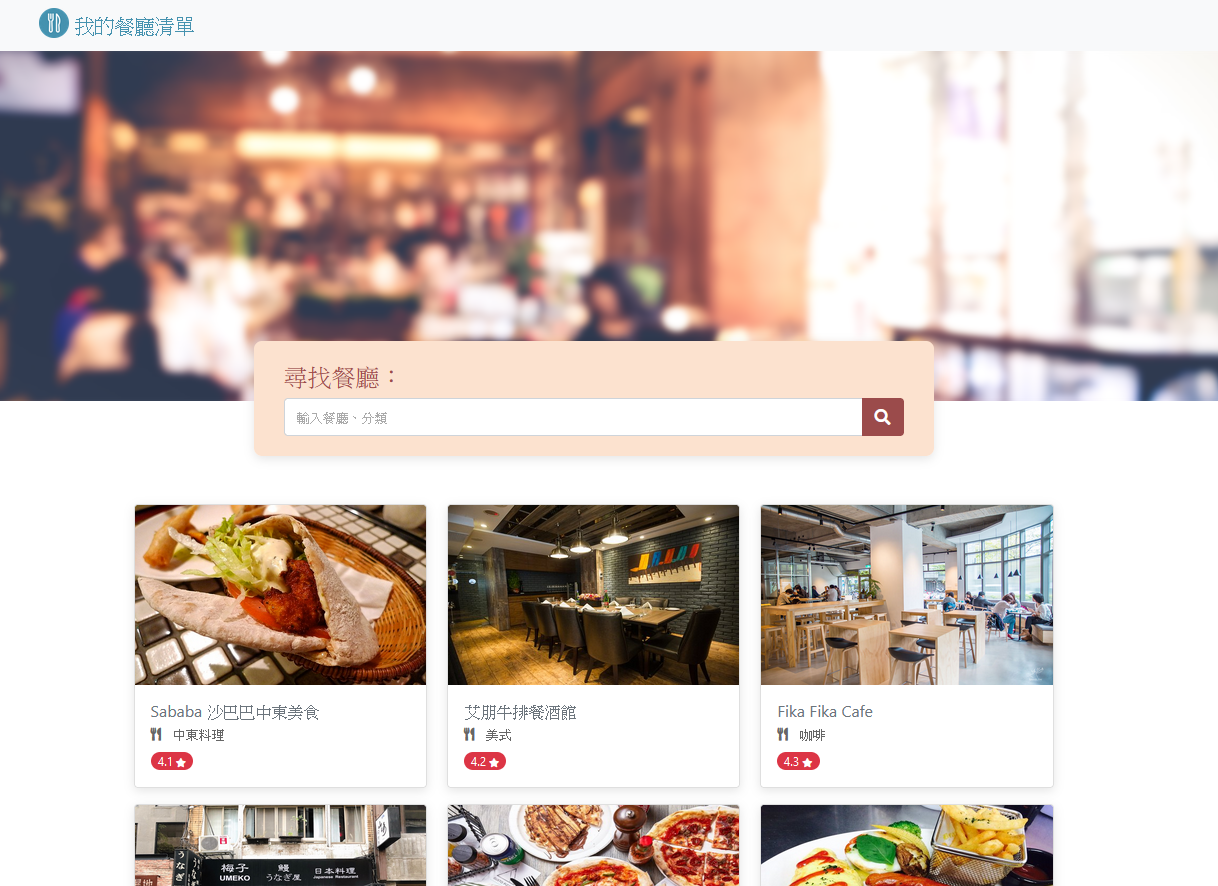 我的餐廳清單
尋找餐廳：
輸入餐廳、分類
Sababa 沙巴巴中東美食
中東料理
4.1
艾朋牛排餐酒館
美式
4.2
Fika Fika Cafe
咖啡
4.3
梅子 鰻 日本料理
UMEKO うなぎ屋 Japanese Restaurant
うなぎ